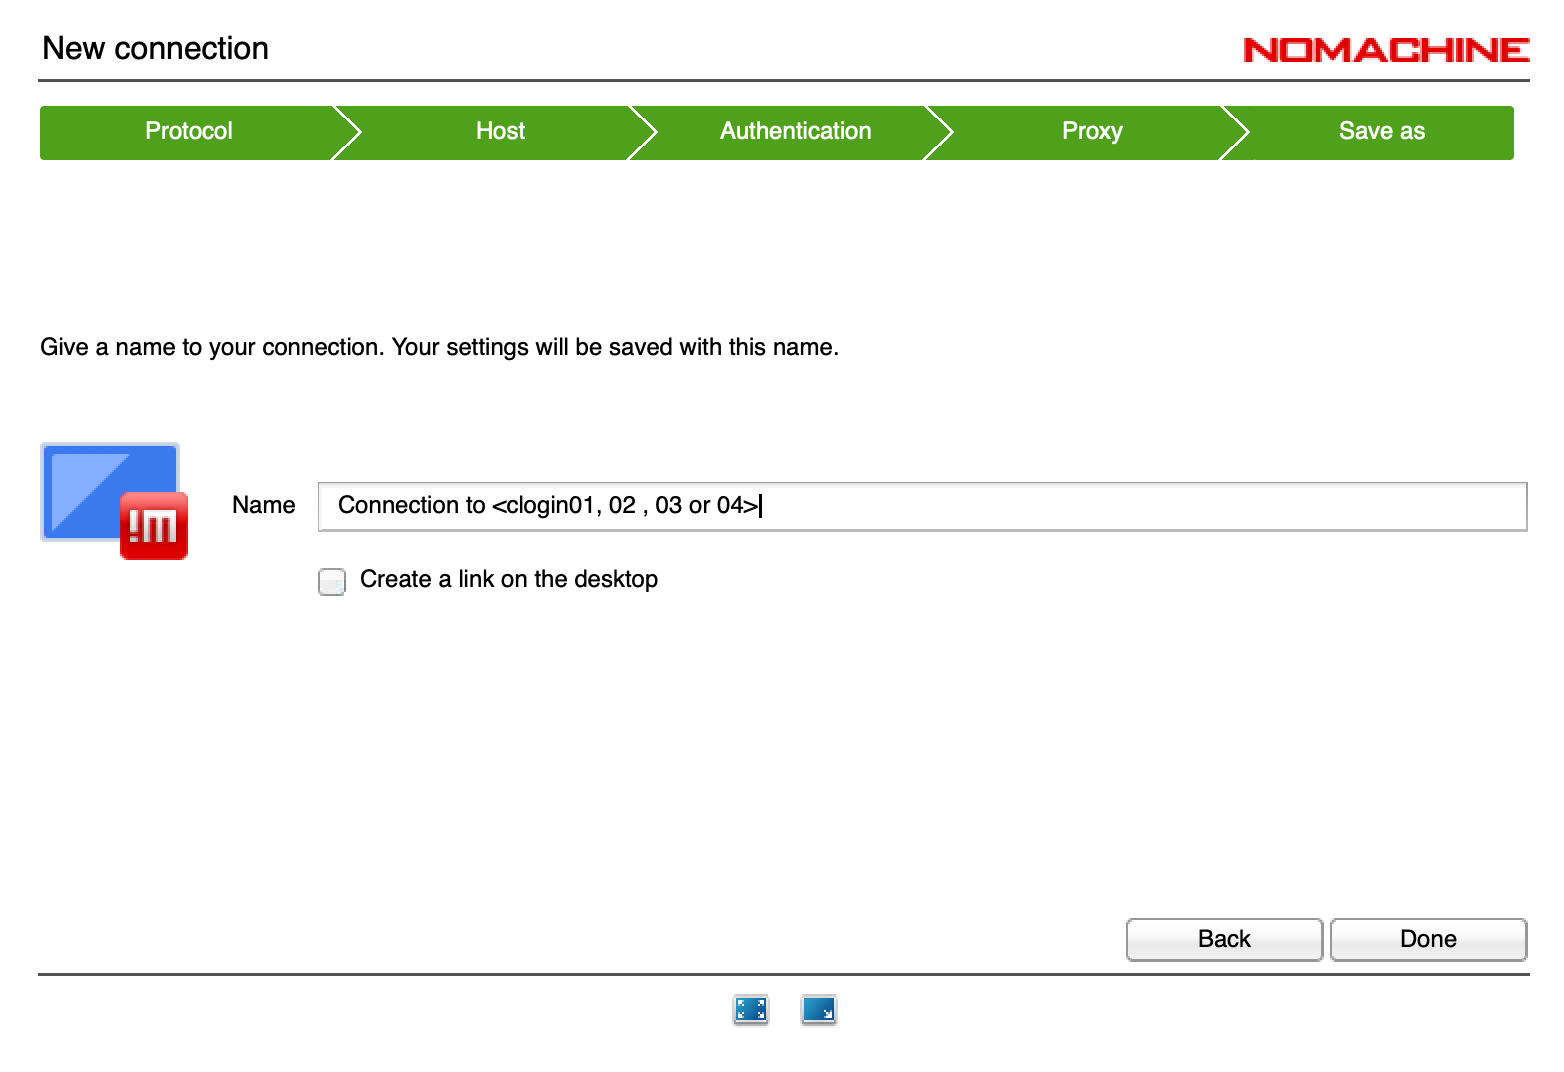 New connection
NOMACHINE
Protocol
Host
Authentication
Proxy
Save as
Give a name to your connection. Your settings will be saved with this name.
!m
Name
Connection to <clogin01, 02 , 03 or 04>
Create a link on the desktop
Back
Done